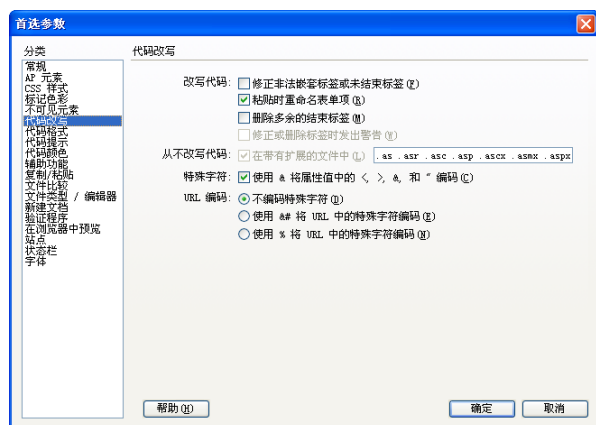 首选参数
分类
常规
AP 元素
CSS 样式
标记色彩
不可见元素
代码改写
代码格式
代码提示
代码颜色
辅助功能
复制/粘贴
文件比较
文件类型 / 编辑器
新建文档
验证程序
在浏览器中预览
站点
状态栏
字体
代码改写
改写代码: 修正非法嵌套标签或未结束标签(F)
粘贴时重命名表单项(R)
删除多余的结束标签(M)
修正或删除标签时发出警告(W)
从不改写代码: 在带有扩展的文件中(L) .as .asr .asc .asp .ascx .asmx .aspx
特殊字符: 使用 & 将属性值中的 <, >, &, 和 " 编码(C)
URL 编码: 不编码特殊字符(D)
使用 &# 将 URL 中的特殊字符编码(E)
使用 % 将 URL 中的特殊字符编码(N)
帮助(H) 确定 取消